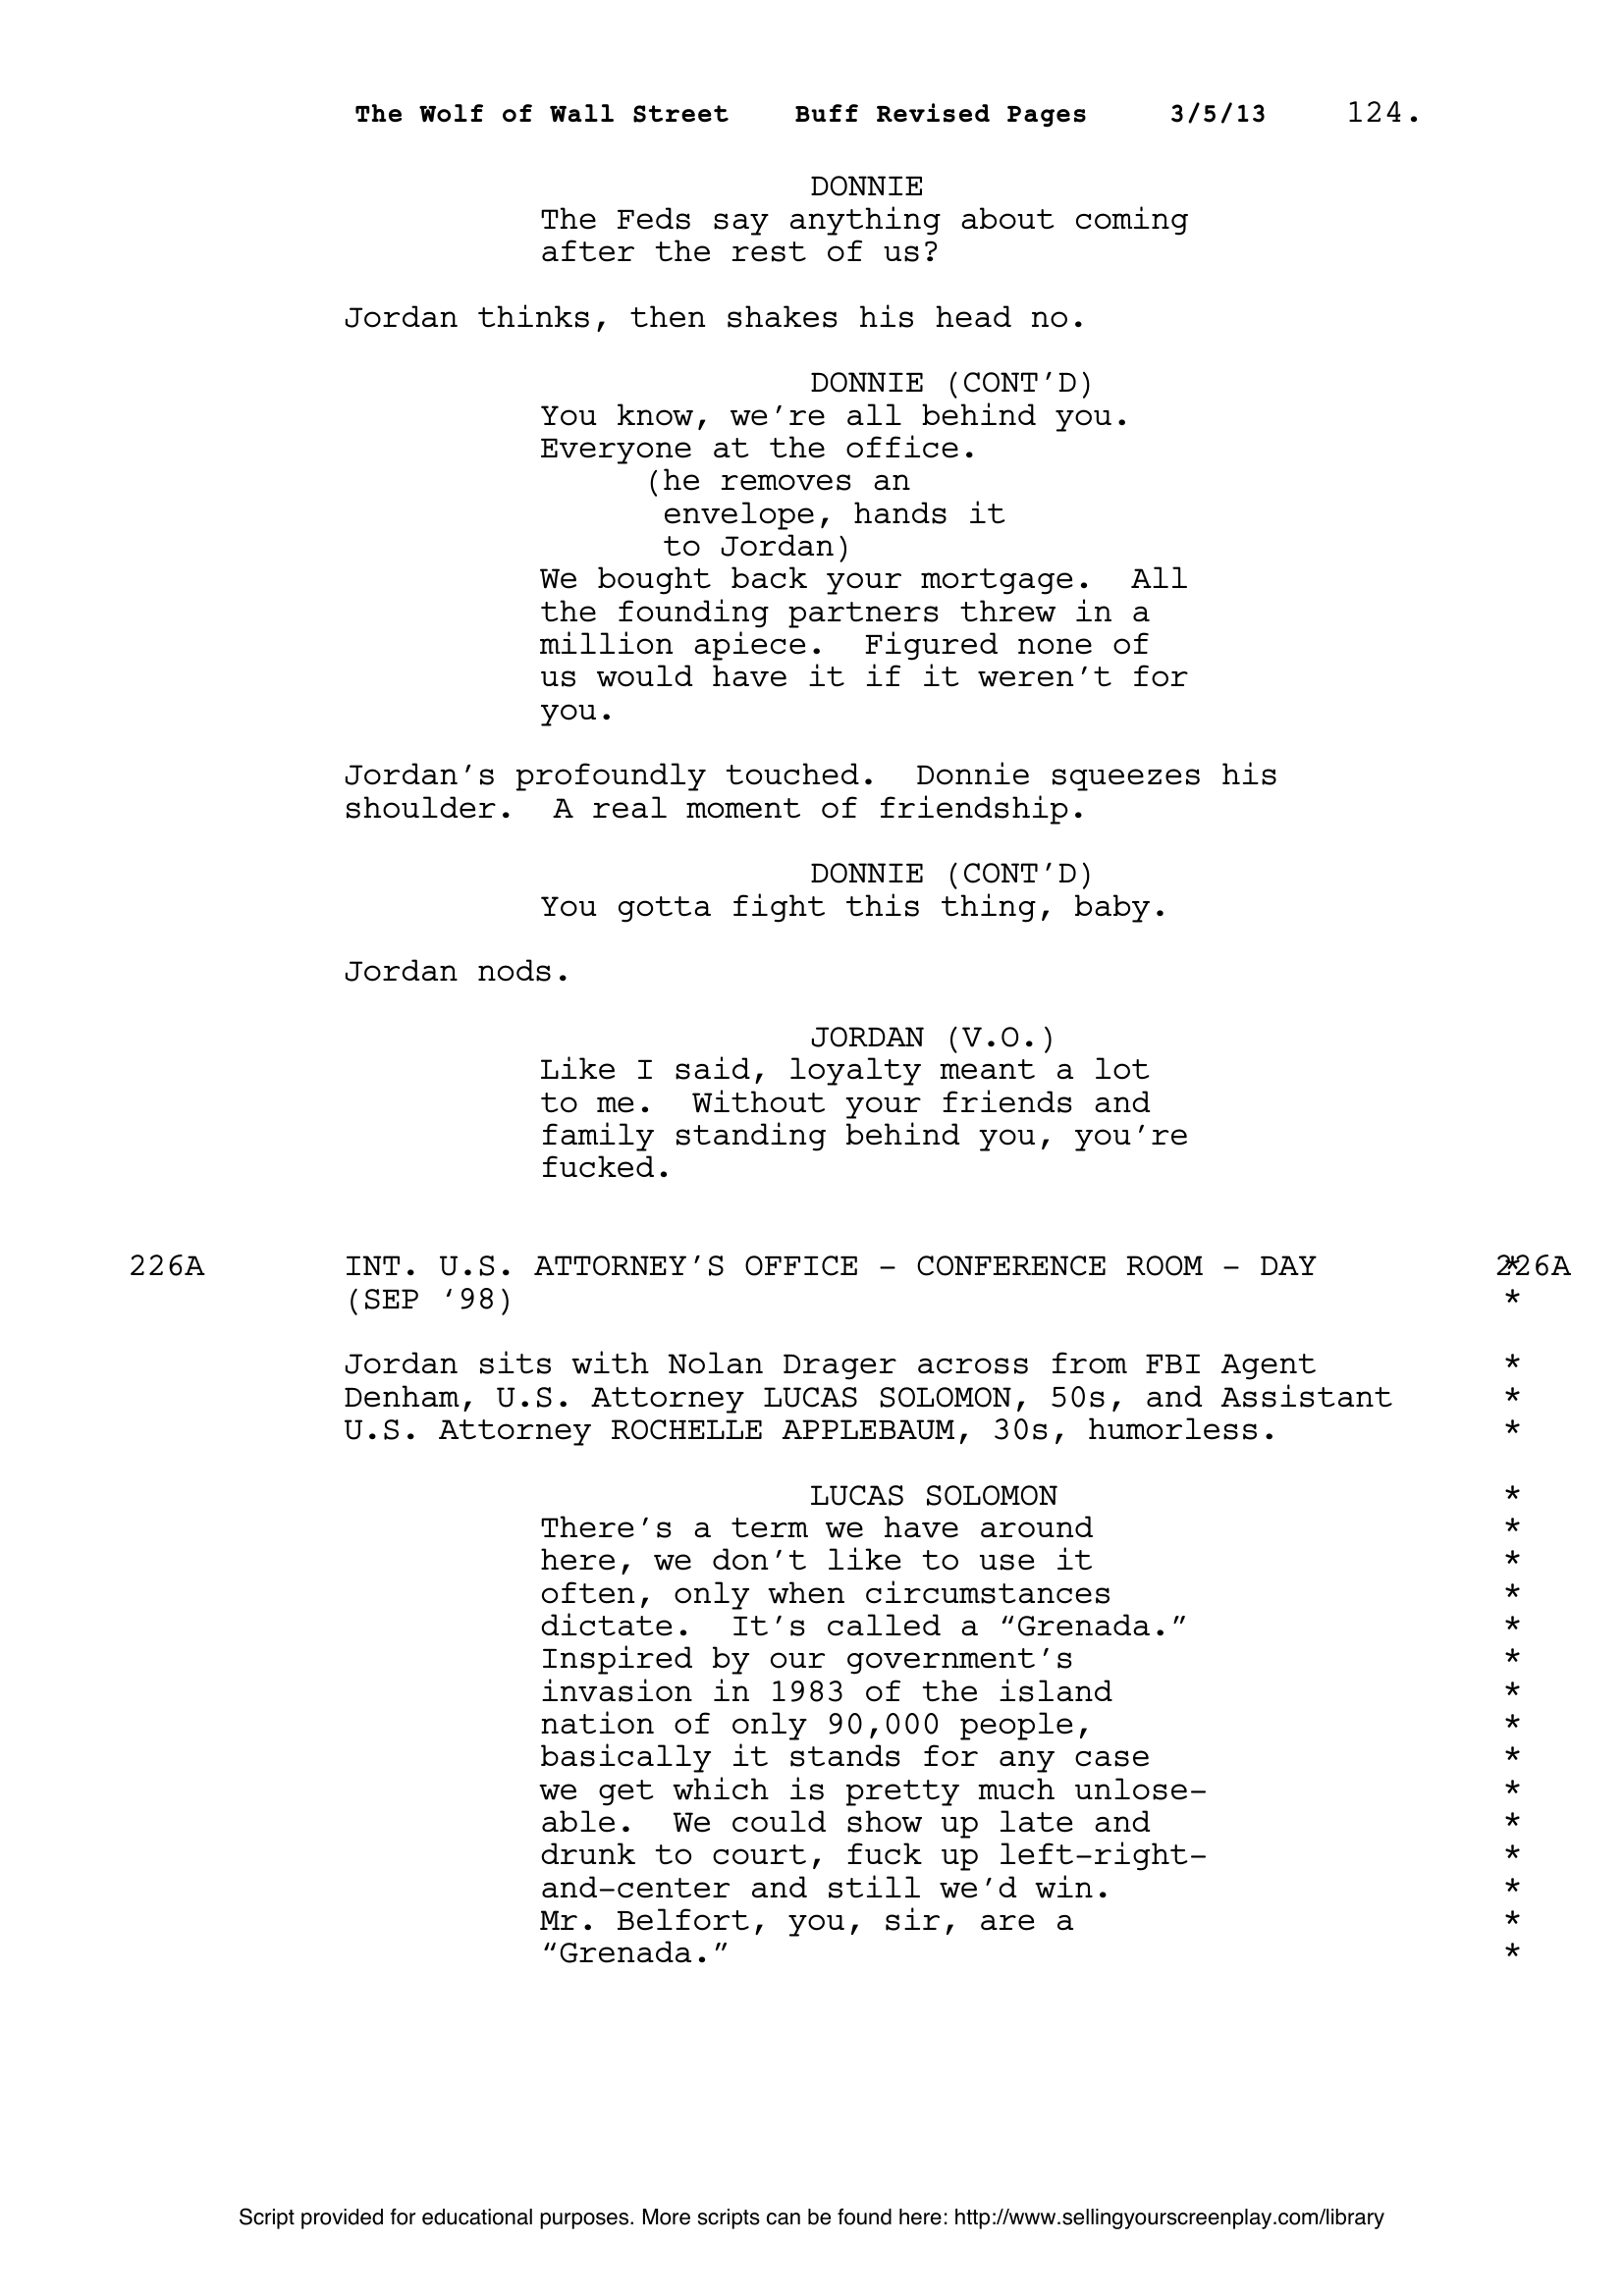 The Wolf of Wall Street    Buff Revised Pages    3/5/13    124.
DONNIE
The Feds say anything about coming
after the rest of us?
Jordan thinks, then shakes his head no.
DONNIE (CONT’D)
You know, we’re all behind you.
Everyone at the office.
(he removes an
envelope, hands it
to Jordan)
We bought back your mortgage.  All
the founding partners threw in a
million apiece.  Figured none of
us would have it if it weren’t for
you.
Jordan’s profoundly touched.  Donnie squeezes his
shoulder.  A real moment of friendship.
DONNIE (CONT’D)
You gotta fight this thing, baby.
Jordan nods.
JORDAN (V.O.)
Like I said, loyalty meant a lot
to me.  Without your friends and
family standing behind you, you’re
fucked.
226A    INT. U.S. ATTORNEY’S OFFICE – CONFERENCE ROOM – DAY    226A *
(SEP ‘98) *
Jordan sits with Nolan Drager across from FBI Agent *
Denham, U.S. Attorney LUCAS SOLOMON, 50s, and Assistant *
U.S. Attorney ROCHELLE APPLEBAUM, 30s, humorless. *
LUCAS SOLOMON *
There’s a term we have around *
here, we don’t like to use it *
often, only when circumstances *
dictate.  It’s called a “Grenada.” *
Inspired by our government’s *
invasion in 1983 of the island *
nation of only 90,000 people, *
basically it stands for any case *
we get which is pretty much unlose- *
able.  We could show up late and *
drunk to court, fuck up left-right- *
and-center and still we’d win. *
Mr. Belfort, you, sir, are a *
“Grenada.” *
Script provided for educational purposes. More scripts can be found here: http://www.sellingyourscreenplay.com/library